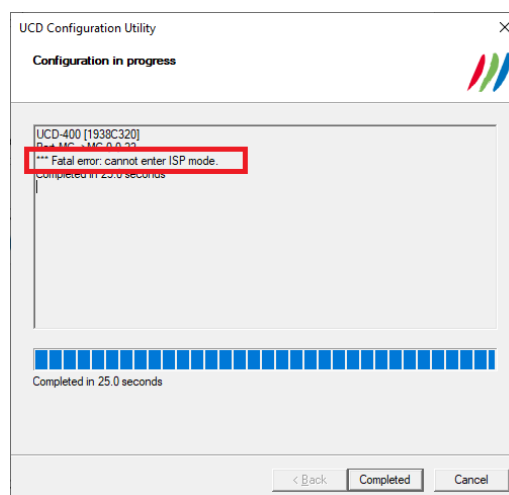 UCD Configuration Utility
Configuration in progress
UCD-400 [1938C320]
*** Fatal error: cannot enter ISP mode.
Completed in 25.0 seconds
Completed in 25.0 seconds
< Back Completed Cancel